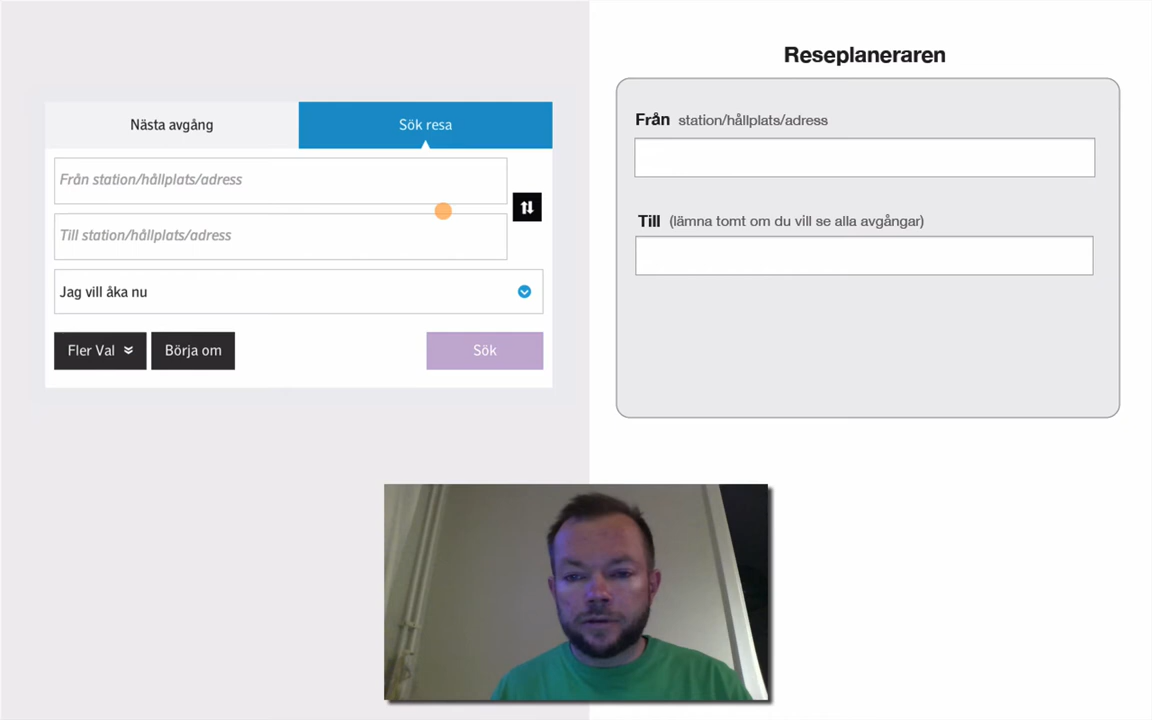 Nästa avgång
Sök resa
Från station/hållplats/adress
Till station/hållplats/adress
Jag vill åka nu
Fler Val
Börja om
Sök
Reseplaneraren
Från station/hållplats/adress
Till (lämna tomt om du vill se alla avgångar)